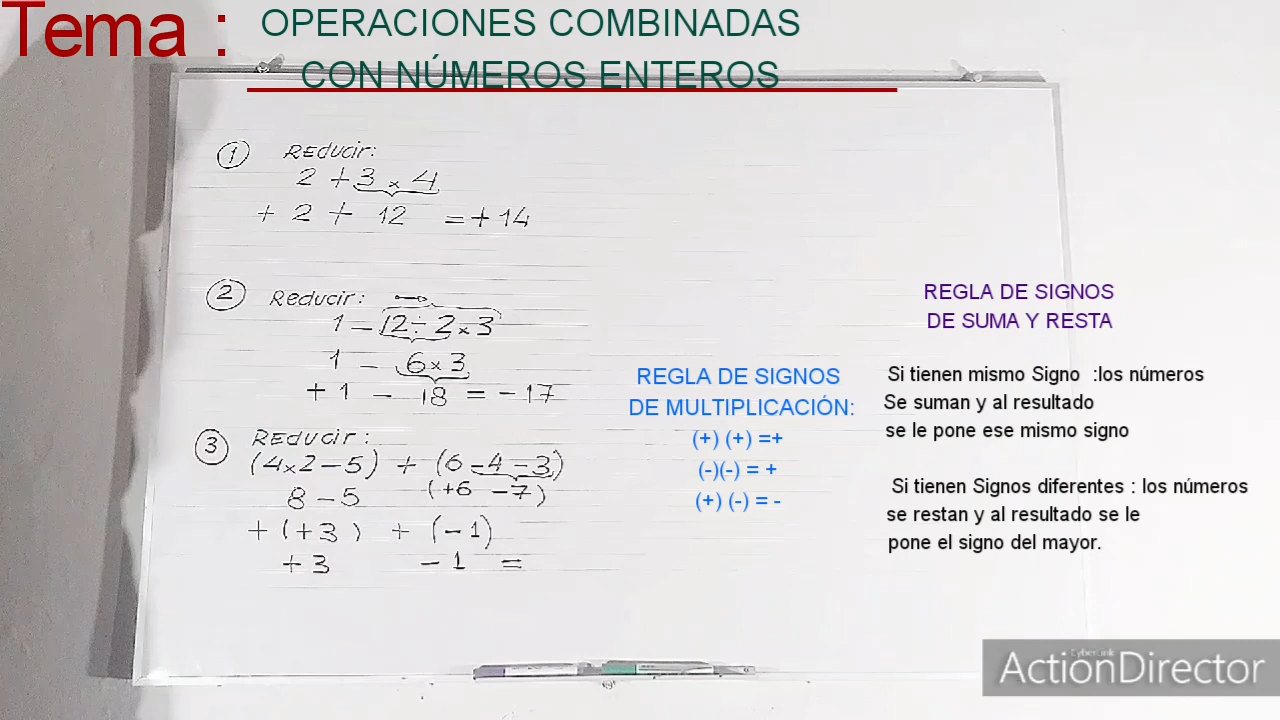 Tema :
OPERACIONES COMBINADAS
CON NÚMEROS ENTEROS
① Reducir:
2 + 3 × 4
+ 2 + 12 = + 14
② Reducir:
1 - 12 ÷ 2 × 3
1 - 6 × 3
+ 1 - 18 = - 17
③ Reducir:
(4 × 2 - 5) + (6 - 4 - 3)
8 - 5 (+6 - 7)
+ (+3) + (- 1)
+ 3 - 1 =
REGLA DE SIGNOS
DE MULTIPLICACIÓN:
(+) (+) =+
(-)(-) = +
(+) (-) = -
REGLA DE SIGNOS
DE SUMA Y RESTA
Si tienen mismo Signo :los números
Se suman y al resultado
se le pone ese mismo signo
Si tienen Signos diferentes : los números
se restan y al resultado se le
pone el signo del mayor.
CyberLink
ActionDirector